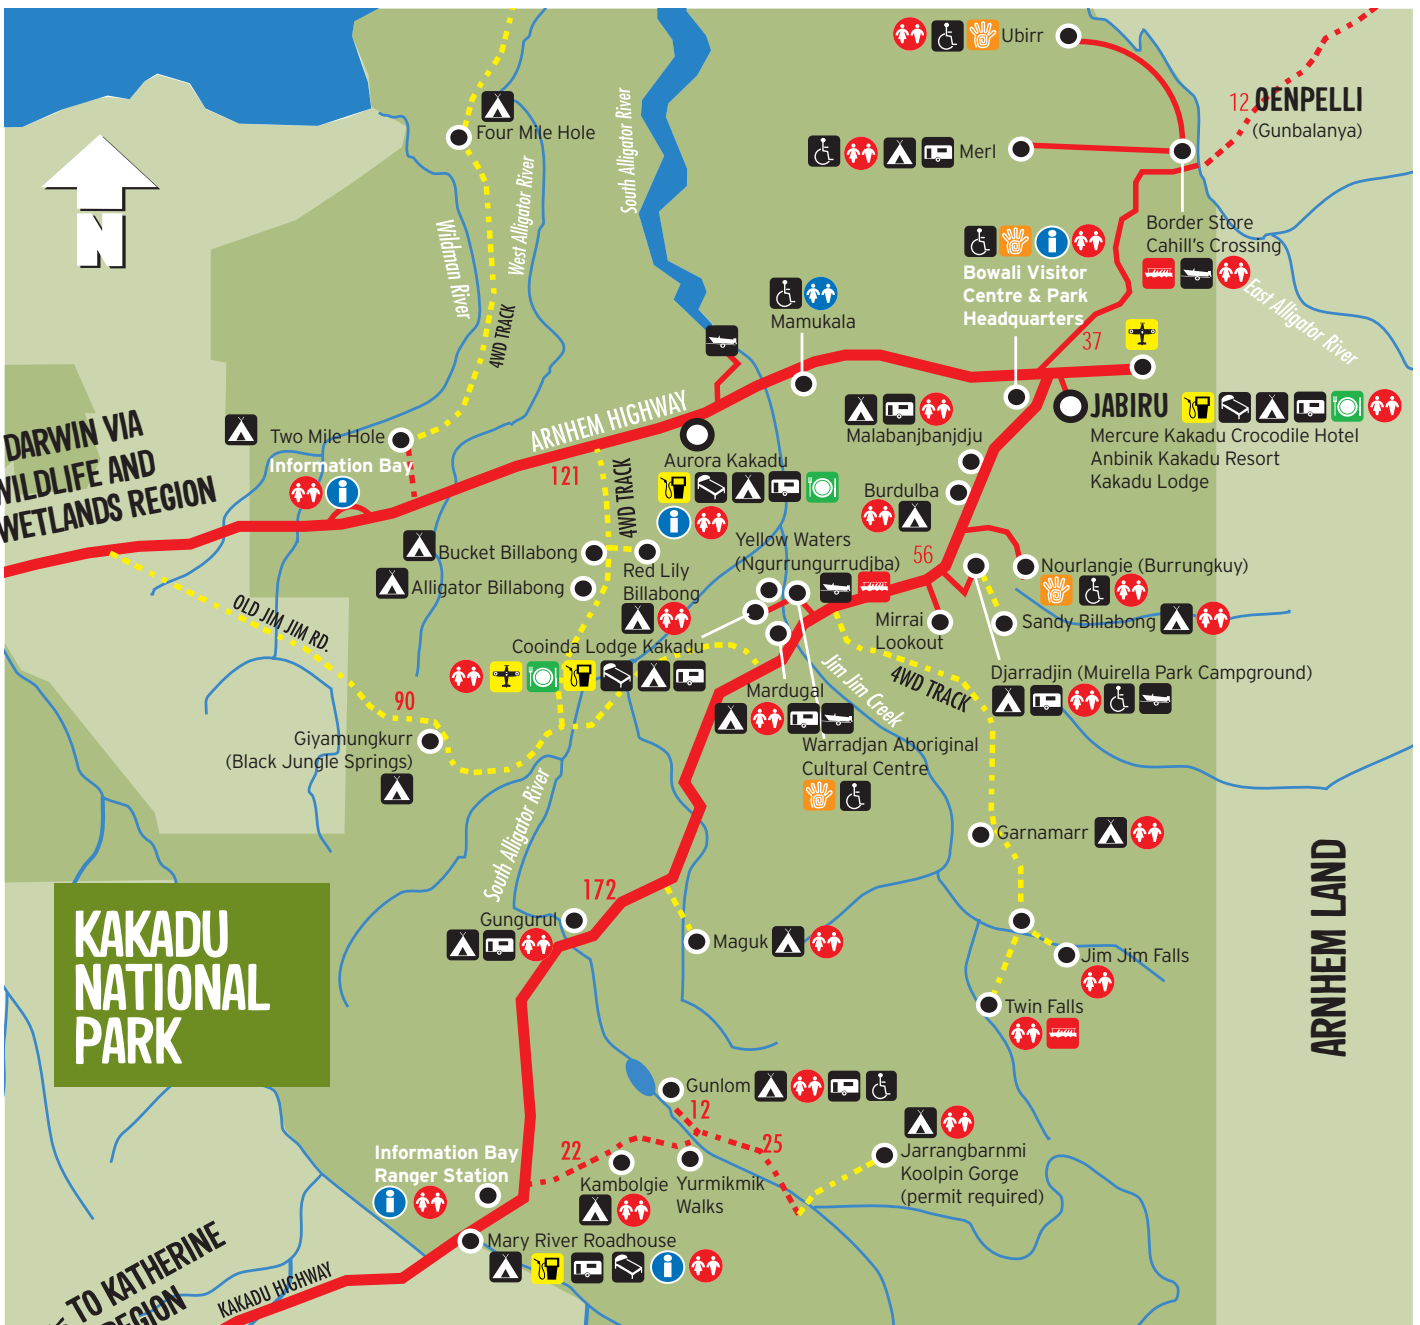 Ubirr
12
OENPELLI
(Gunbalanya)
Four Mile Hole
Merl
South Alligator River
West Alligator River
Wildman River
N
Border Store
Cahill's Crossing
East Alligator River
Bowali Visitor
Centre & Park
Headquarters
Mamukala
37
4WD TRACK
ARNHEM HIGHWAY
JABIRU
Mercure Kakadu Crocodile Hotel
Anbinik Kakadu Resort
Kakadu Lodge
Malabanjbanjdju
DARWIN VIA
WILDLIFE AND
WETLANDS REGION
Two Mile Hole
Information Bay
Aurora Kakadu
121
4WD TRACK
Burdulba
Yellow Waters
(Ngurrungurrudjba)
56
Bucket Billabong
Alligator Billabong
Red Lily
Billabong
Nourlangie (Burrungkuy)
Mirrai
Lookout
Sandy Billabong
OLD JIM JIM RD.
Cooinda Lodge Kakadu
Jim Jim Creek
4WD TRACK
Djarradjin (Muirella Park Campground)
Mardugal
90
Giyamungkurr
(Black Jungle Springs)
Warradjan Aboriginal
Cultural Centre
South Alligator River
Garnamarr
ARNHEM LAND
172
KAKADU
NATIONAL
PARK
Gungurul
Maguk
Jim Jim Falls
Twin Falls
Gunlom
12
22
25
Information Bay
Ranger Station
Kambolgie
Yurmikmik
Walks
Jarrangbarnmi
Koolpin Gorge
(permit required)
Mary River Roadhouse
TO KATHERINE
REGION
KAKADU HIGHWAY